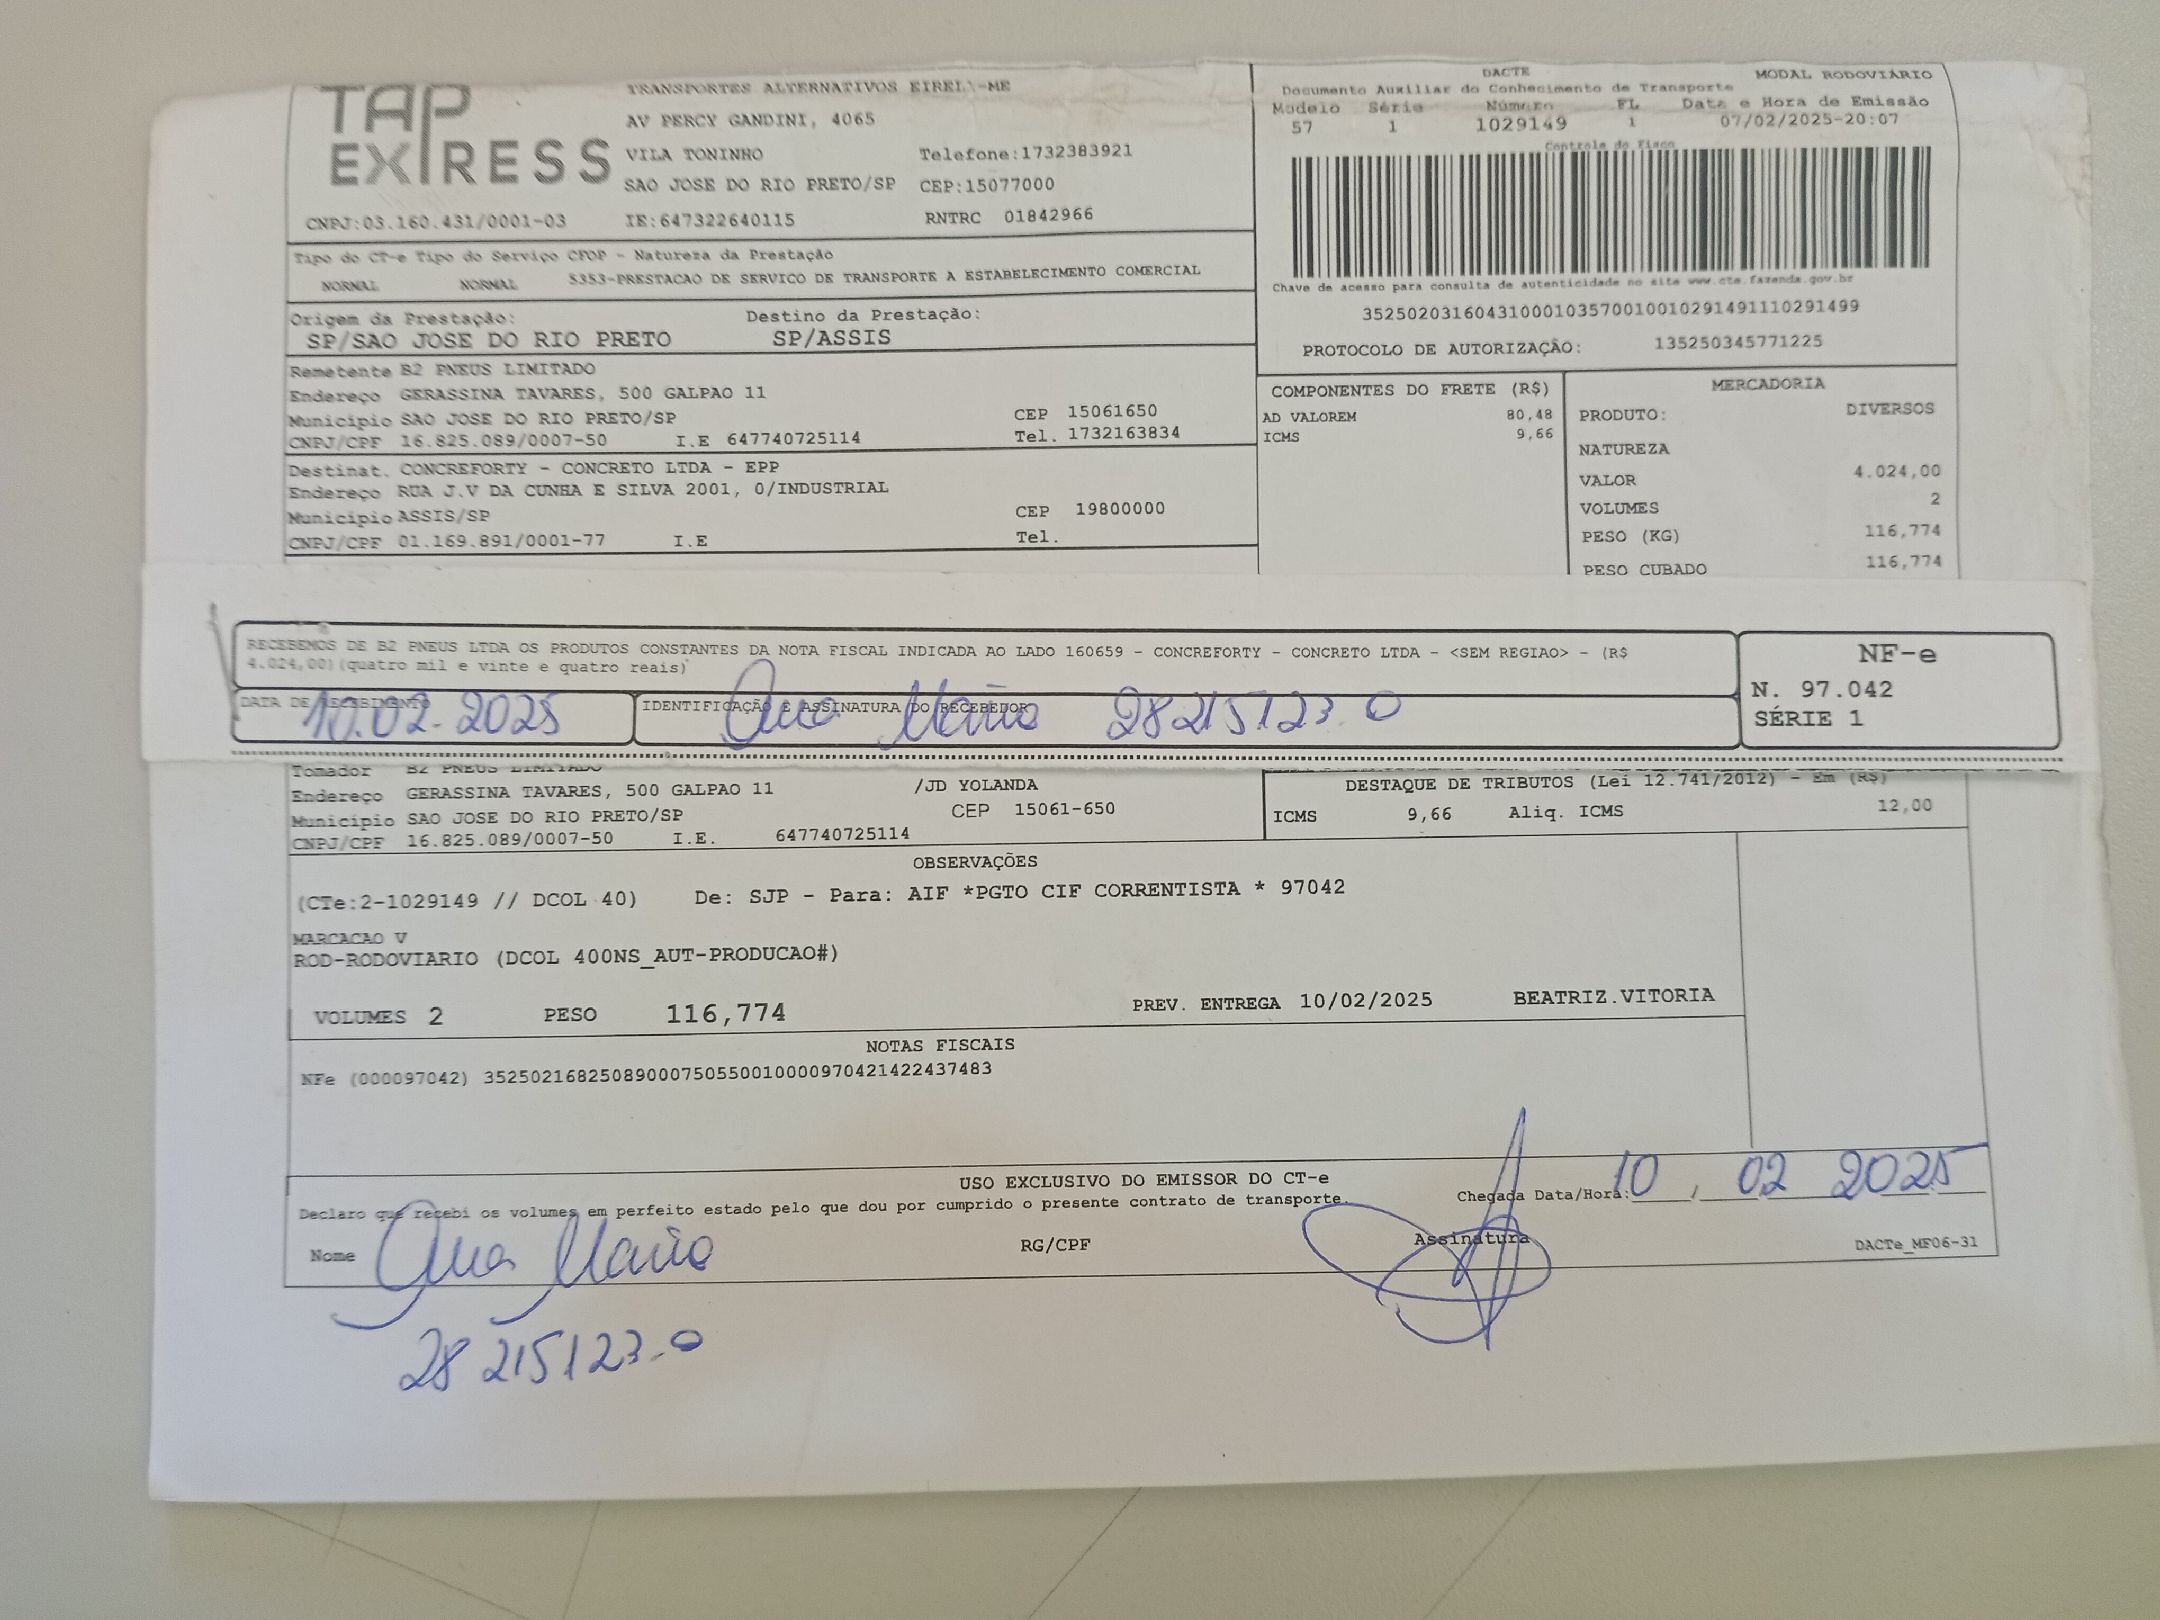 TAP EXPRESS
TRANSPORTES ALTERNATIVOS EIRELI-ME
AV PERCY GANDINI, 4065
VILA TONINHO Telefone:1732383921
SAO JOSE DO RIO PRETO/SP CEP:15077000
CNPJ:03.160.431/0001-03 IE:647322640115 RNTRC 01842966
DACTE MODAL RODOVIÁRIO
Documento Auxiliar do Conhecimento de Transporte
Modelo Série Número FL Data e Hora de Emissão
57 1 1029149 1 07/02/2025-20:07
Controle do Fisco
Chave de acesso para consulta de autenticidade no site www.cte.fazenda.gov.br
35250203160431000103570010010291491110291499
PROTOCOLO DE AUTORIZAÇÃO: 135250345771225
Tipo do CT-e Tipo do Serviço CFOP - Natureza da Prestação
NORMAL NORMAL 5353-PRESTACAO DE SERVICO DE TRANSPORTE A ESTABELECIMENTO COMERCIAL
Origem da Prestação: Destino da Prestação:
SP/SAO JOSE DO RIO PRETO SP/ASSIS
Remetente B2 PNEUS LIMITADO
Endereço GERASSINA TAVARES, 500 GALPAO 11
Município SAO JOSE DO RIO PRETO/SP CEP 15061650
CNPJ/CPF 16.825.089/0007-50 I.E 647740725114 Tel. 1732163834
Destinat. CONCREFORTY - CONCRETO LTDA - EPP
Endereço RUA J.V DA CUNHA E SILVA 2001, 0/INDUSTRIAL
Município ASSIS/SP CEP 19800000
CNPJ/CPF 01.169.891/0001-77 I.E Tel.
COMPONENTES DO FRETE (R$)
AD VALOREM 80,48
ICMS 9,66
MERCADORIA
PRODUTO: DIVERSOS
NATUREZA
VALOR 4.024,00
VOLUMES 2
PESO (KG) 116,774
PESO CUBADO 116,774
RECEBEMOS DE B2 PNEUS LTDA OS PRODUTOS CONSTANTES DA NOTA FISCAL INDICADA AO LADO 160659 - CONCREFORTY - CONCRETO LTDA - <SEM REGIAO> - (R$
4.024,00)(quatro mil e vinte e quatro reais)
DATA DE RECEBIMENTO IDENTIFICAÇÃO E ASSINATURA DO RECEBEDOR
10.02.2025 Ana Maria 28215123.0
NF-e
N. 97.042
SÉRIE 1
Tomador B2 PNEUS LIMITADO
Endereço GERASSINA TAVARES, 500 GALPAO 11 /JD YOLANDA
Município SAO JOSE DO RIO PRETO/SP CEP 15061-650
CNPJ/CPF 16.825.089/0007-50 I.E. 647740725114
DESTAQUE DE TRIBUTOS (Lei 12.741/2012) - Em (R$)
ICMS 9,66 Aliq. ICMS 12,00
OBSERVAÇÕES
(CTe:2-1029149 // DCOL 40) De: SJP - Para: AIF *PGTO CIF CORRENTISTA * 97042
MARCACAO V
ROD-RODOVIARIO (DCOL 400NS_AUT-PRODUCAO#)
VOLUMES 2 PESO 116,774 PREV. ENTREGA 10/02/2025 BEATRIZ.VITORIA
NOTAS FISCAIS
NFe (000097042) 35250216825089000750550010000970421422437483
USO EXCLUSIVO DO EMISSOR DO CT-e
Declaro que recebi os volumes em perfeito estado pelo que dou por cumprido o presente contrato de transporte.
Chegada Data/Hora: 10 02 2025
Nome Ana Maria RG/CPF Assinatura DACTe_MF06-31
28215123.0